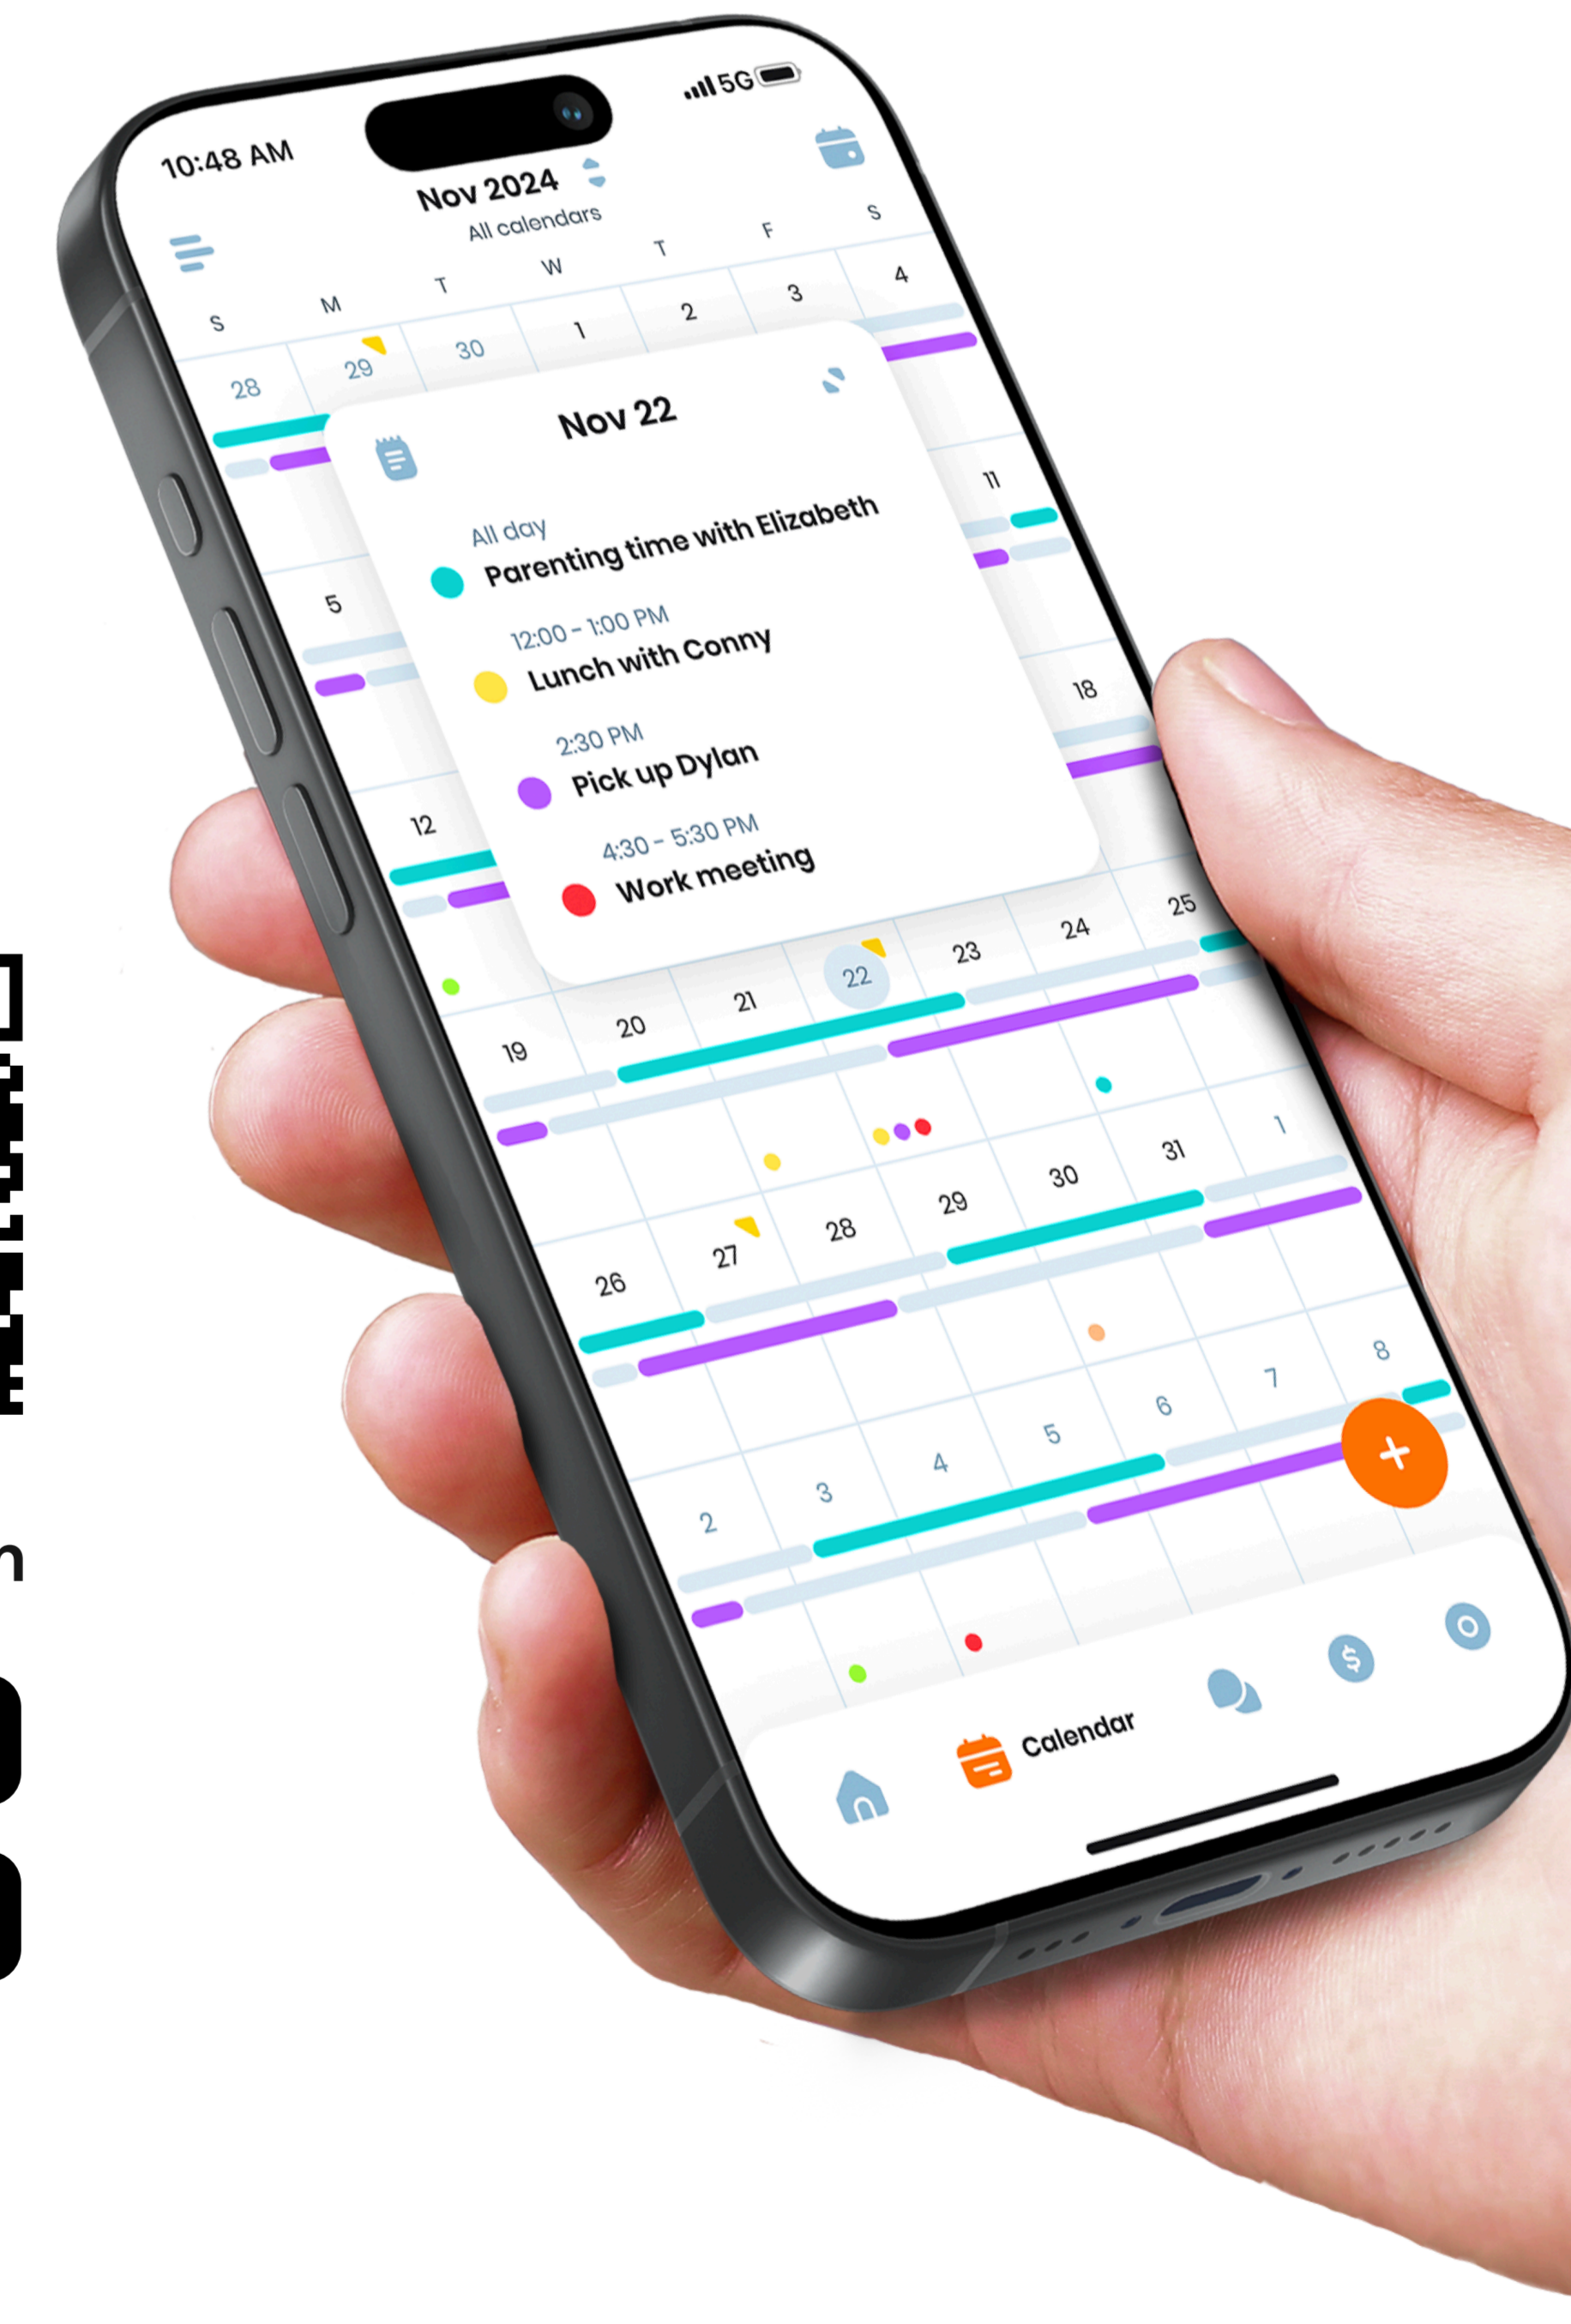 10:48 AM
5G
Nov 2024
All calendars
S M T W T F S
28 29 30 1 2 3 4
Nov 22
All day
Parenting time with Elizabeth
12:00 - 1:00 PM
Lunch with Conny
2:30 PM
Pick up Dylan
4:30 - 5:30 PM
Work meeting
5 11
12 18
19 20 21 22 23 24 25
26 27 28 29 30 31 1
2 3 4 5 6 7 8
+
$
Calendar